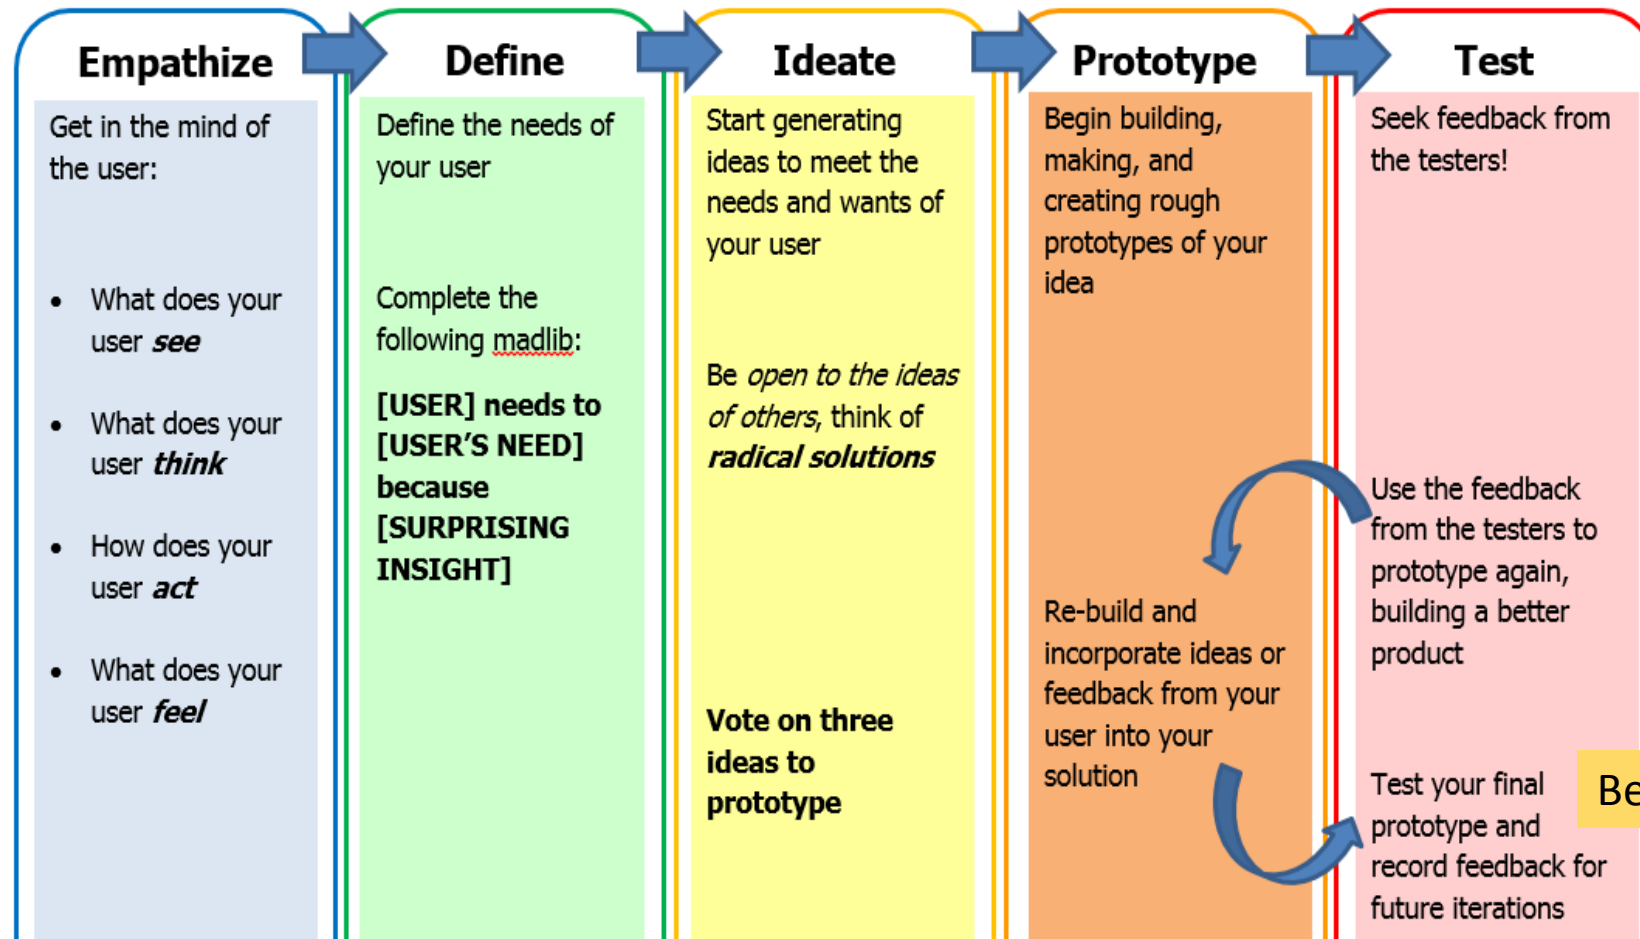 Empathize
Get in the mind of
the user:
• What does your
user see
• What does your
user think
• How does your
user act
• What does your
user feel
Define
Define the needs of
your user
Complete the
following madlib:
[USER] needs to
[USER’S NEED]
because
[SURPRISING
INSIGHT]
Ideate
Start generating
ideas to meet the
needs and wants of
your user
Be open to the ideas
of others, think of
radical solutions
Vote on three
ideas to
prototype
Prototype
Begin building,
making, and
creating rough
prototypes of your
idea
Re-build and
incorporate ideas or
feedback from your
user into your
solution
Test
Seek feedback from
the testers!
Use the feedback
from the testers to
prototype again,
building a better
product
Test your final
prototype and
record feedback for
future iterations